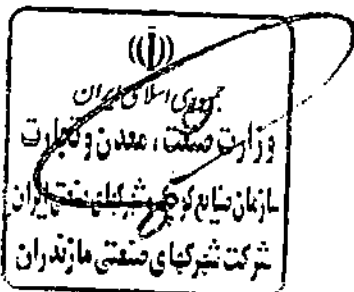 جمهوری اسلامی ایران
وزارت صنعت ، معدن و تجارت
سازمان صنایع کوچک و شهرکهای صنعتی ایران
شرکت شهرکهای صنعتی مازندران